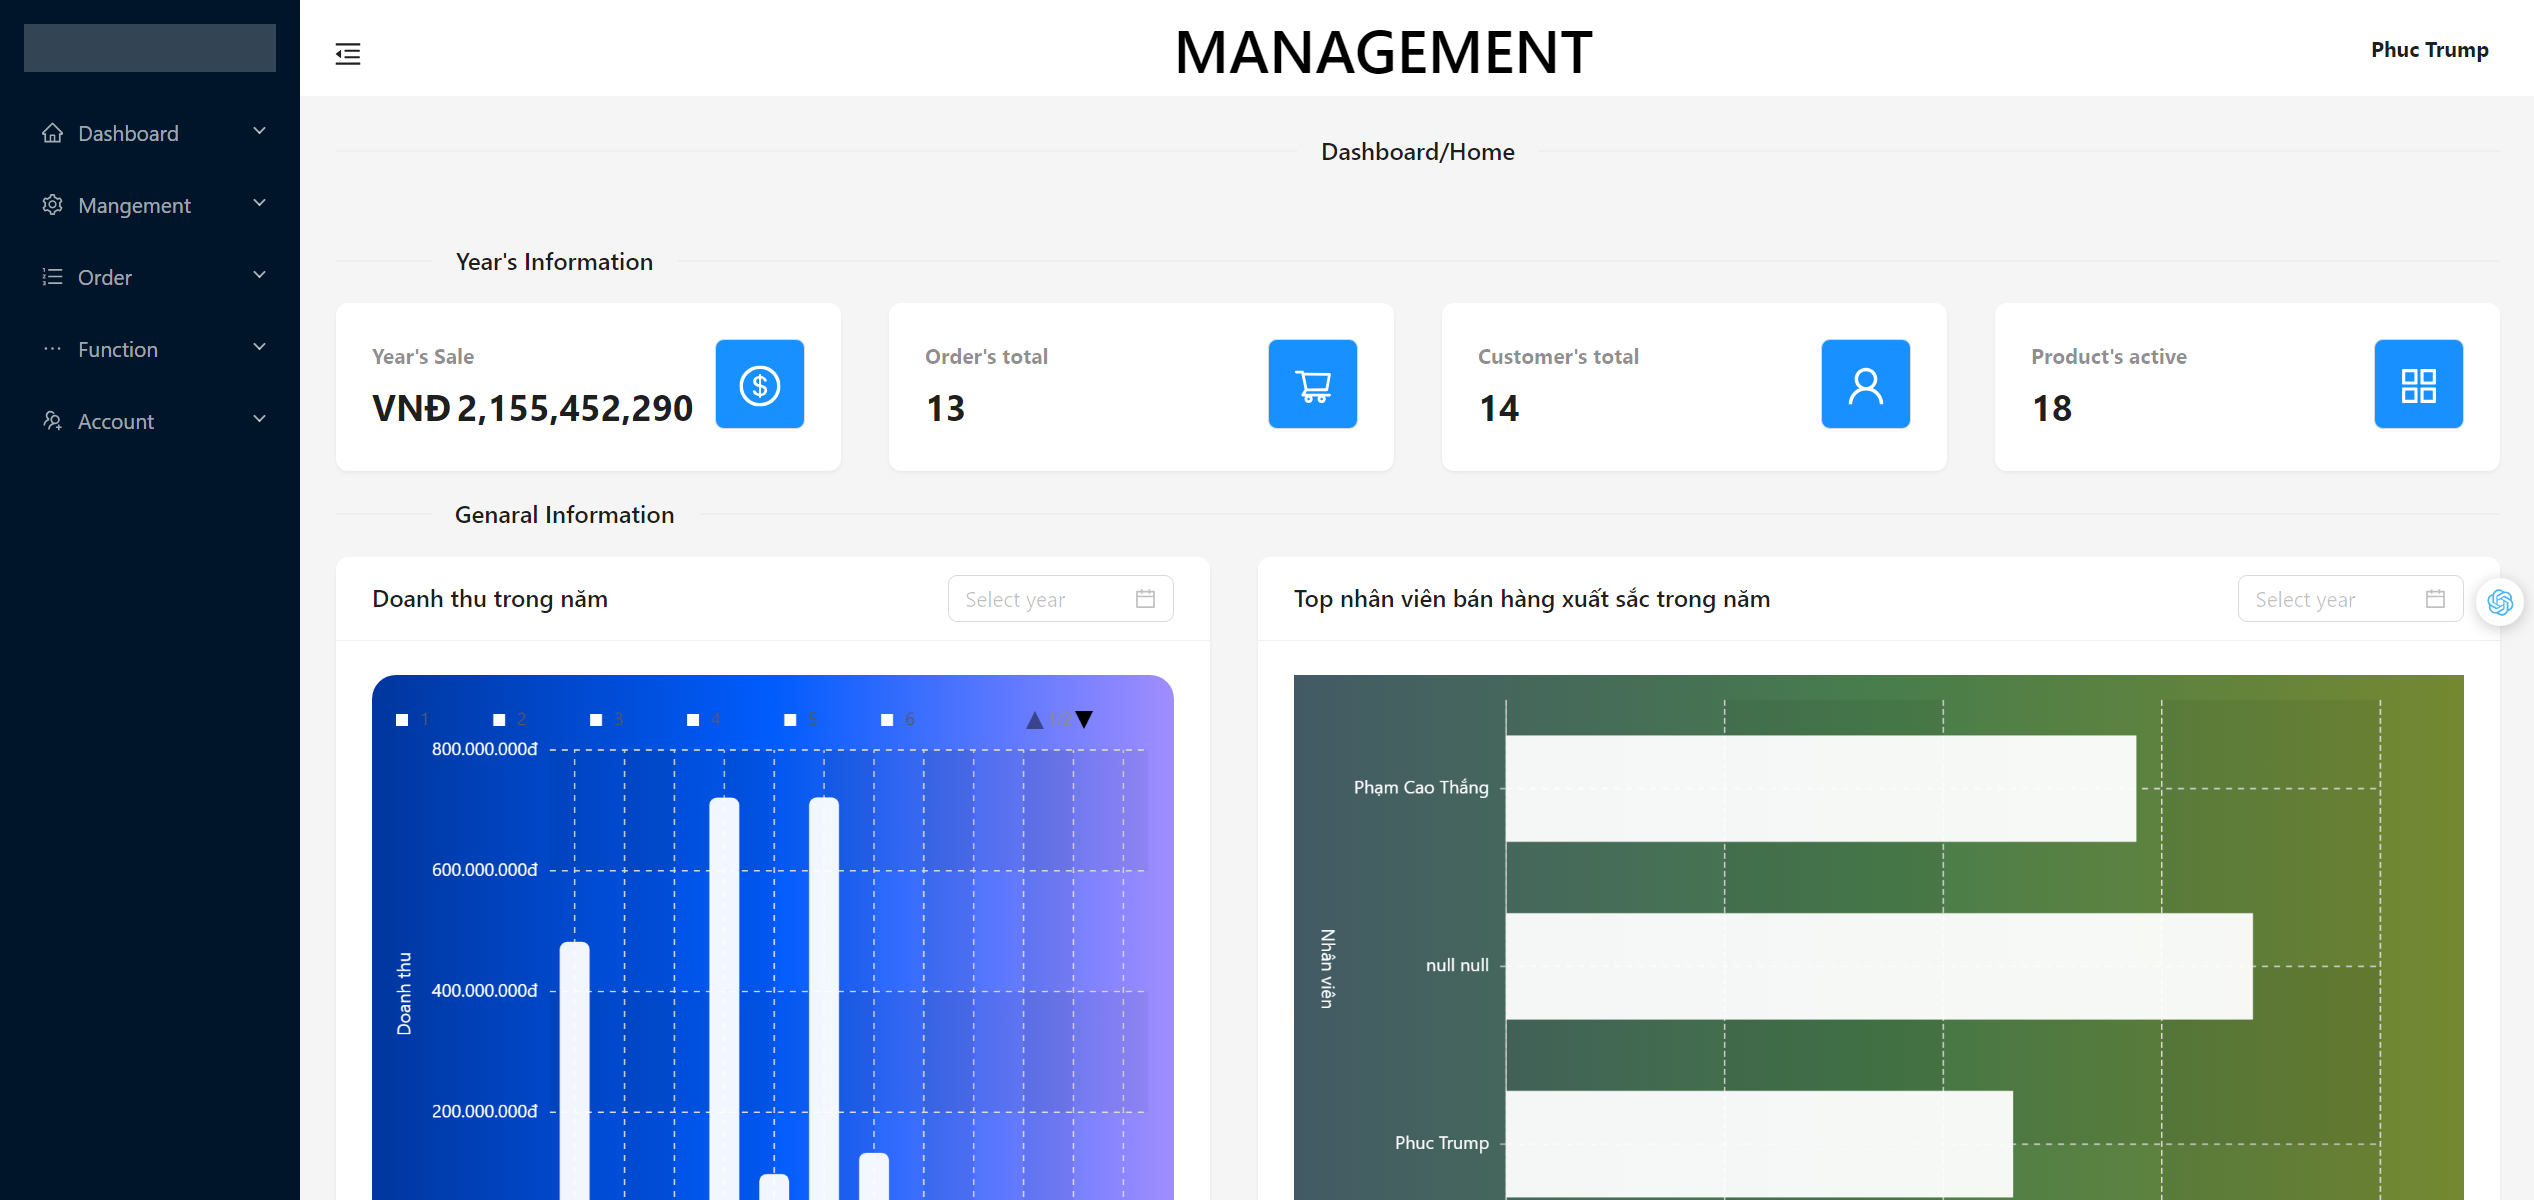 MANAGEMENT
Phuc Trump
Dashboard
Mangement
Order
Function
Account
Dashboard/Home
Year's Information
Year's Sale
VNĐ 2,155,452,290
Order's total
13
Customer's total
14
Product's active
18
Genaral Information
Doanh thu trong năm
Select year
1 2 3 4 5 6 1/2
800.000.000đ
600.000.000đ
400.000.000đ
200.000.000đ
Doanh thu
Top nhân viên bán hàng xuất sắc trong năm
Select year
Phạm Cao Thắng
null null
Phuc Trump
Nhân viên